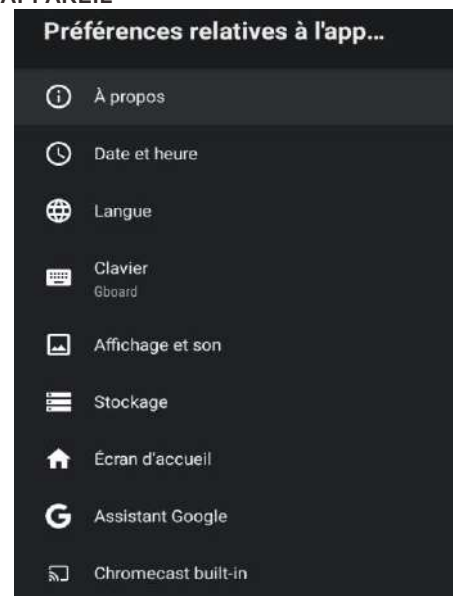 APPAREIL
Préférences relatives à l'app...
À propos
Date et heure
Langue
Clavier
Gboard
Affichage et son
Stockage
Écran d'accueil
Assistant Google
Chromecast built-in